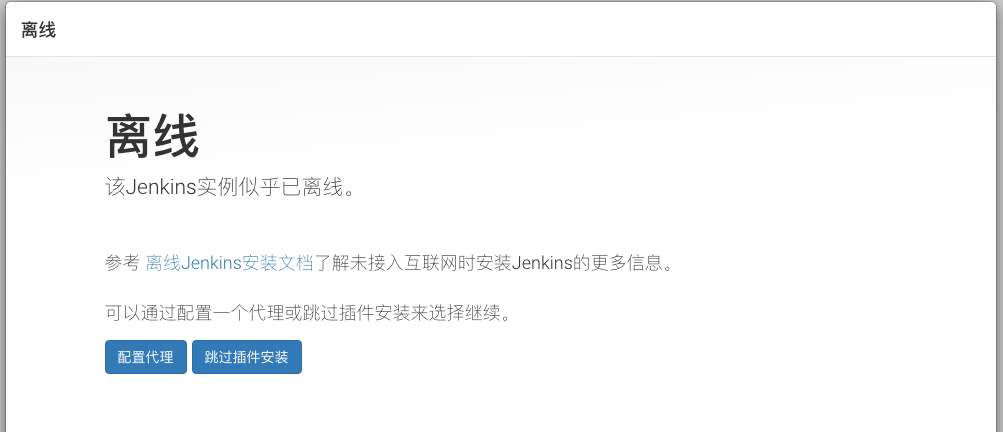 离线
离线
该Jenkins实例似乎已离线。
参考 离线Jenkins安装文档了解未接入互联网时安装Jenkins的更多信息。
可以通过配置一个代理或跳过插件安装来选择继续。
配置代理 跳过插件安装